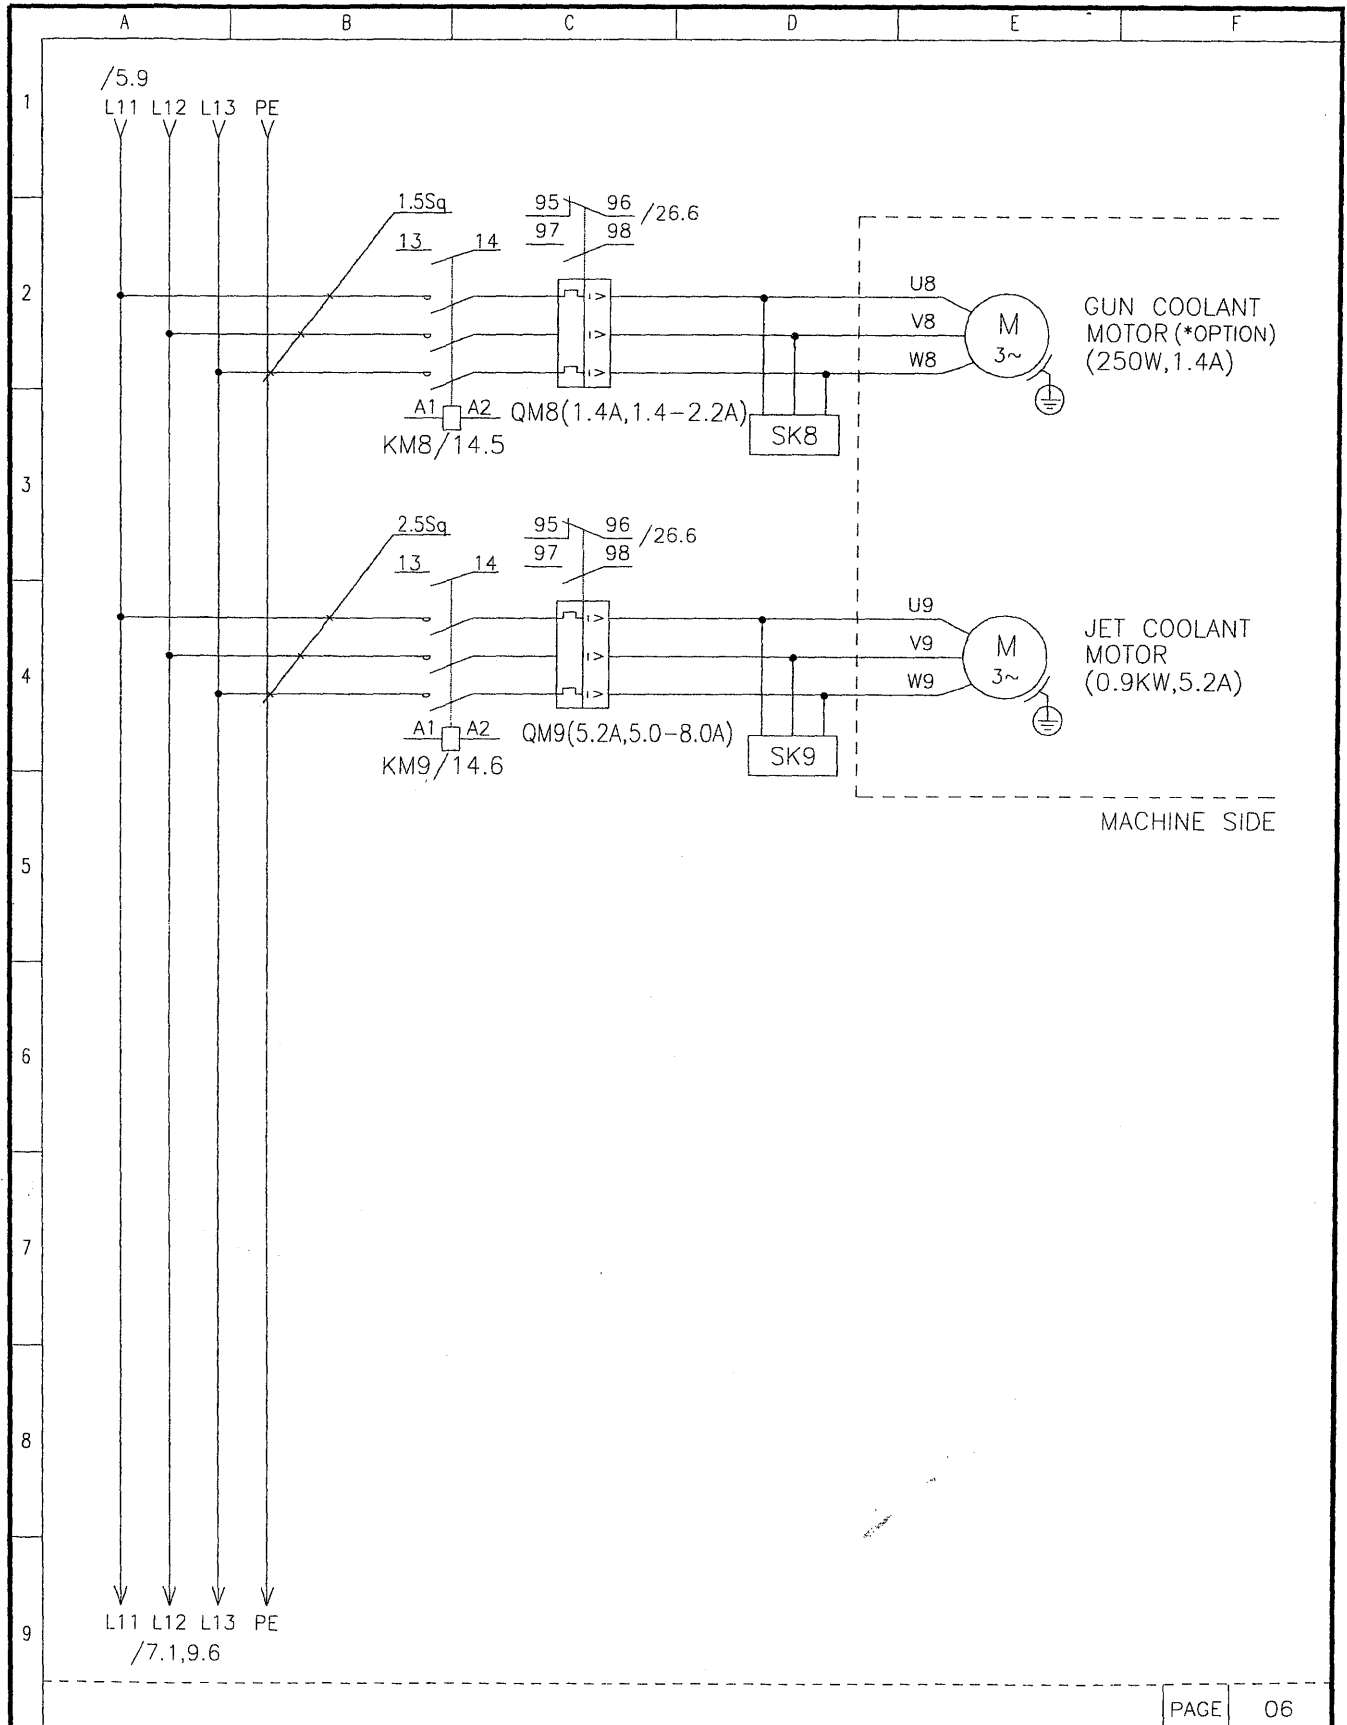 A B C D E F
/5.9
1
L11 L12 L13 PE
1.5Sq
95 96 /26.6
97 98
13 14
2
U8
V8
W8
M
3~
GUN COOLANT
MOTOR (*OPTION)
(250W,1.4A)
A1 A2
QM8(1.4A,1.4-2.2A)
KM8/14.5
SK8
3
2.5Sq
95 96 /26.6
97 98
13 14
U9
V9
W9
M
3~
JET COOLANT
MOTOR
(0.9KW,5.2A)
4
A1 A2
QM9(5.2A,5.0-8.0A)
KM9/14.6
SK9
MACHINE SIDE
5
6
7
8
9
L11 L12 L13 PE
/7.1,9.6
PAGE 06